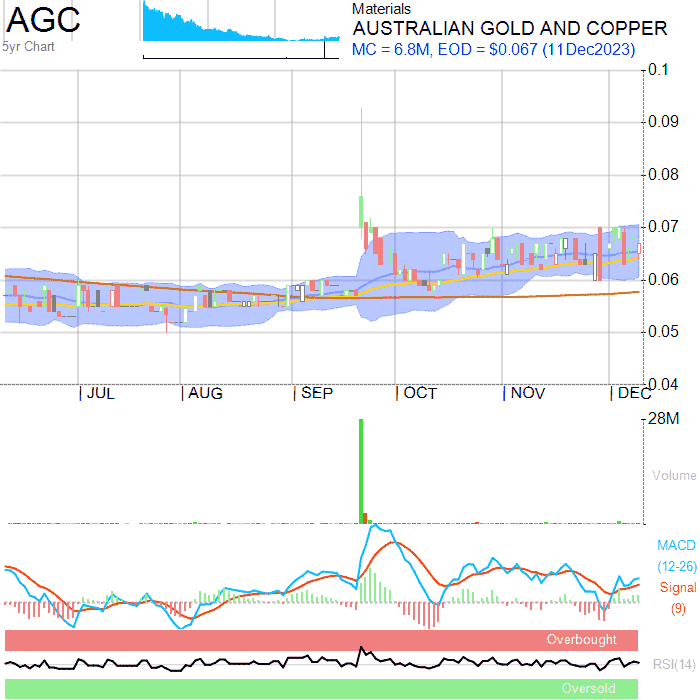 AGC
5yr Chart
Materials
AUSTRALIAN GOLD AND COPPER
MC = 6.8M, EOD = $0.067 (11Dec2023)
0.1
0.09
0.08
0.07
0.06
0.05
0.04
JUL AUG SEP OCT NOV DEC
28M
Volume
MACD
(12-26)
Signal
(9)
Overbought
RSI(14)
Oversold